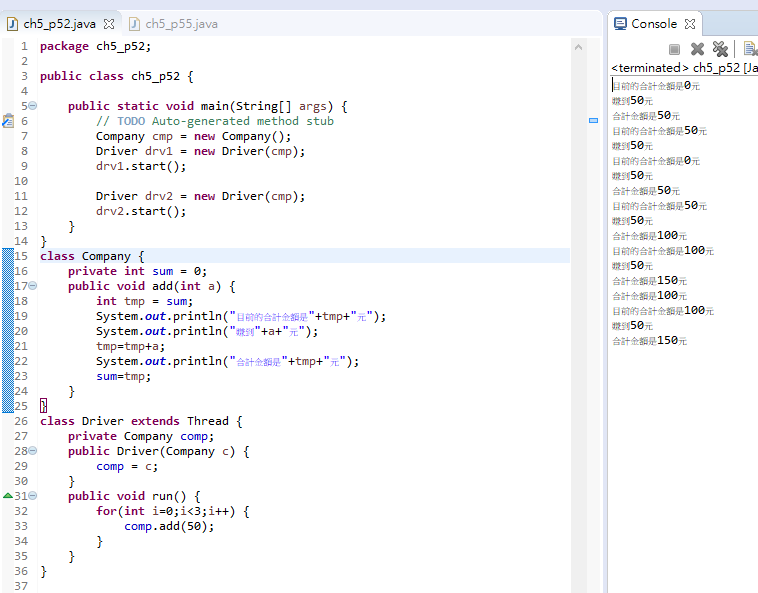 ch5_p52.java
ch5_p55.java
1 package ch5_p52;
2
3 public class ch5_p52 {
4
5 public static void main(String[] args) {
6 // TODO Auto-generated method stub
7 Company cmp = new Company();
8 Driver drv1 = new Driver(cmp);
9 drv1.start();
10
11 Driver drv2 = new Driver(cmp);
12 drv2.start();
13 }
14 }
15 class Company {
16 private int sum = 0;
17 public void add(int a) {
18 int tmp = sum;
19 System.out.println("目前的合計金額是"+tmp+"元");
20 System.out.println("賺到"+a+"元");
21 tmp=tmp+a;
22 System.out.println("合計金額是"+tmp+"元");
23 sum=tmp;
24 }
25 }
26 class Driver extends Thread {
27 private Company comp;
28 public Driver(Company c) {
29 comp = c;
30 }
31 public void run() {
32 for(int i=0;i<3;i++) {
33 comp.add(50);
34 }
35 }
36 }
37
Console
<terminated> ch5_p52 [Ja
目前的合計金額是0元
賺到50元
合計金額是50元
目前的合計金額是50元
賺到50元
目前的合計金額是0元
賺到50元
合計金額是50元
目前的合計金額是50元
賺到50元
合計金額是100元
目前的合計金額是100元
賺到50元
合計金額是150元
合計金額是100元
目前的合計金額是100元
賺到50元
合計金額是150元